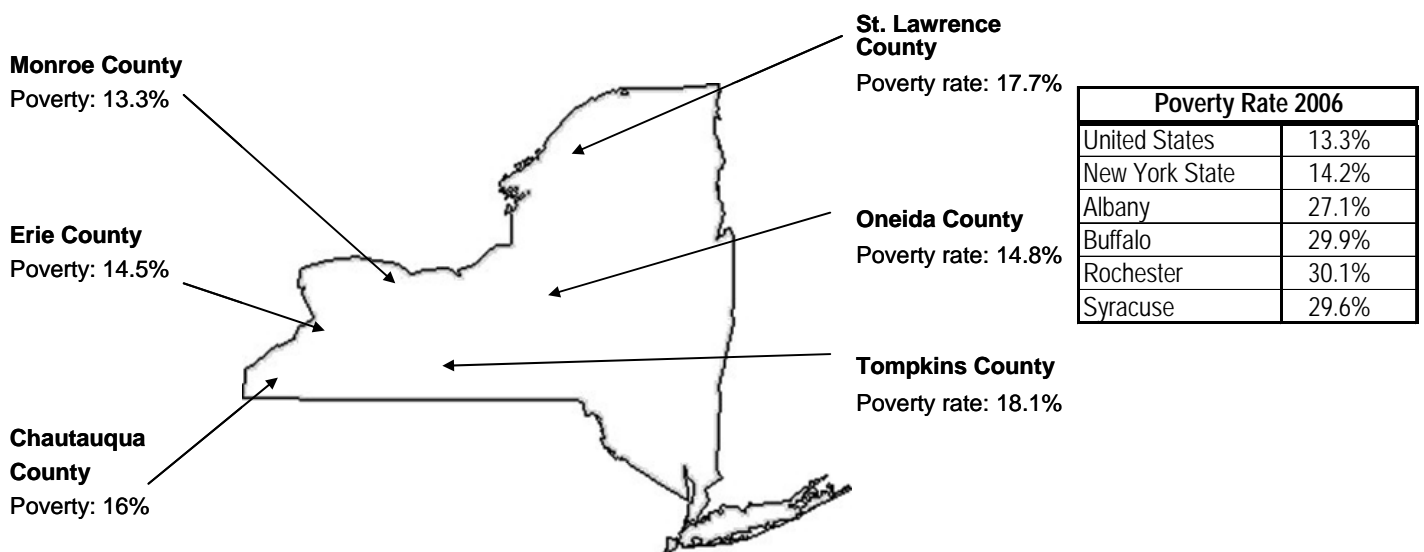 Monroe County
Poverty: 13.3%
Erie County
Poverty: 14.5%
Chautauqua
County
Poverty: 16%
St. Lawrence
County
Poverty rate: 17.7%
Oneida County
Poverty rate: 14.8%
Tompkins County
Poverty rate: 18.1%
Poverty Rate 2006
United States 13.3%
New York State 14.2%
Albany 27.1%
Buffalo 29.9%
Rochester 30.1%
Syracuse 29.6%